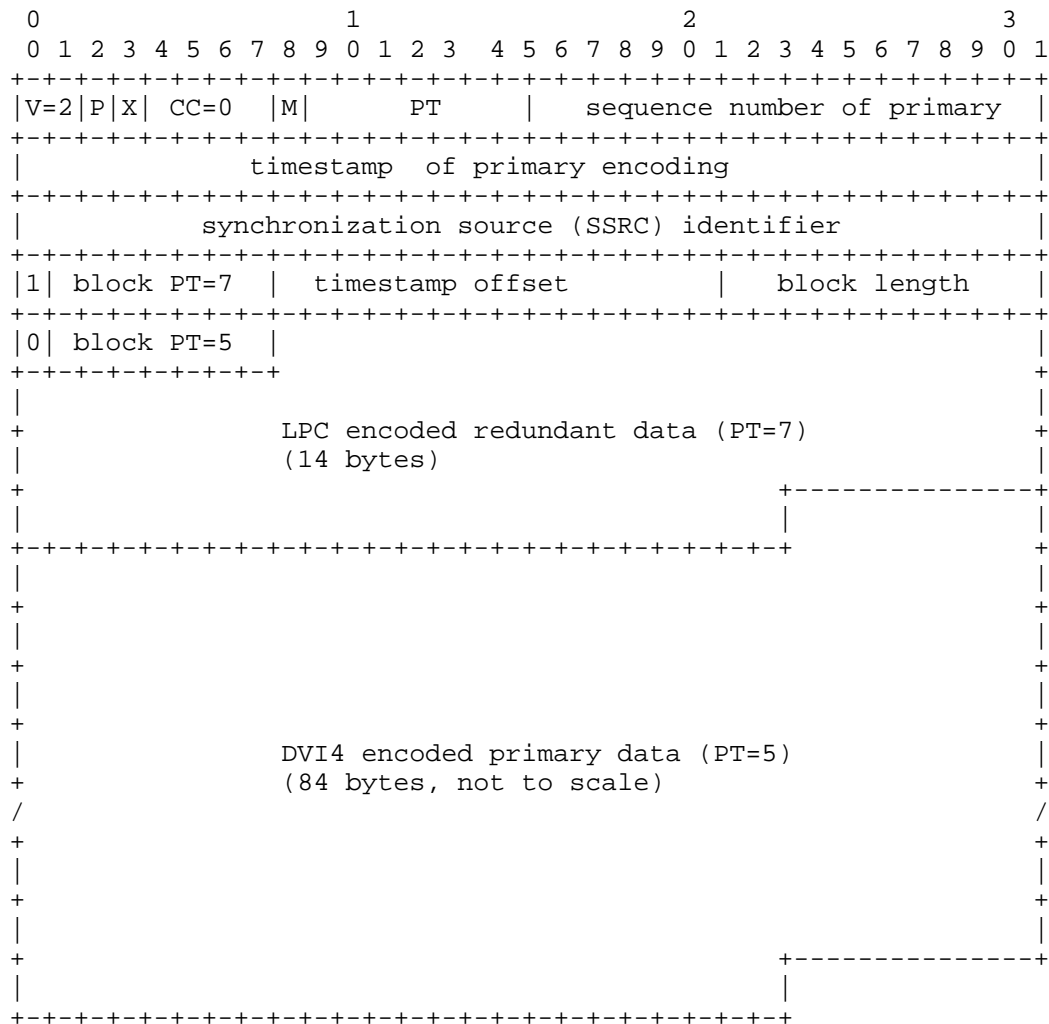 0                   1                    2                   3
 0 1 2 3 4 5 6 7 8 9 0 1 2 3  4 5 6 7 8 9 0 1 2 3 4 5 6 7 8 9 0 1
+-+-+-+-+-+-+-+-+-+-+-+-+-+-+-+-+-+-+-+-+-+-+-+-+-+-+-+-+-+-+-+-+
|V=2|P|X| CC=0  |M|      PT       |   sequence number of primary  |
+-+-+-+-+-+-+-+-+-+-+-+-+-+-+-+-+-+-+-+-+-+-+-+-+-+-+-+-+-+-+-+-+
|              timestamp  of primary encoding                   |
+-+-+-+-+-+-+-+-+-+-+-+-+-+-+-+-+-+-+-+-+-+-+-+-+-+-+-+-+-+-+-+-+
|           synchronization source (SSRC) identifier            |
+-+-+-+-+-+-+-+-+-+-+-+-+-+-+-+-+-+-+-+-+-+-+-+-+-+-+-+-+-+-+-+-+
|1| block PT=7  |  timestamp offset         |   block length    |
+-+-+-+-+-+-+-+-+-+-+-+-+-+-+-+-+-+-+-+-+-+-+-+-+-+-+-+-+-+-+-+-+
|0| block PT=5  |                                               |
+-+-+-+-+-+-+-+-+                                               +
|                                                               |
+                LPC encoded redundant data (PT=7)              +
|                (14 bytes)                                     |
+                                               +---------------+
|                                               |               |
+-+-+-+-+-+-+-+-+-+-+-+-+-+-+-+-+-+-+-+-+-+-+-+-+               +
|                                                               |
+                                                               +
|                                                               |
+                                                               +
|                                                               |
+                                                               +
|                DVI4 encoded primary data (PT=5)               |
+                (84 bytes, not to scale)                       +
/                                                               /
+                                                               +
|                                                               |
+                                                               +
|                                                               |
+                                               +---------------+
|                                               |
+-+-+-+-+-+-+-+-+-+-+-+-+-+-+-+-+-+-+-+-+-+-+-+-+